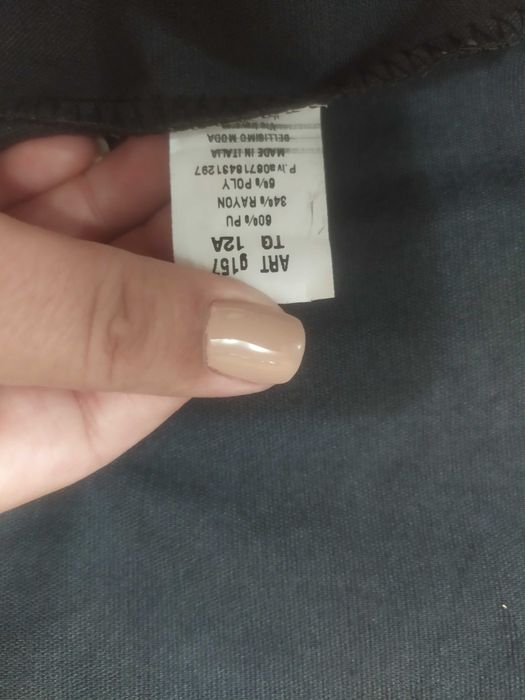 ART g157
TG 12A
60% PU
34% RAYON
6% POLY
P.iva08718431297
MADE IN ITALIA
BELLISIMO MODA